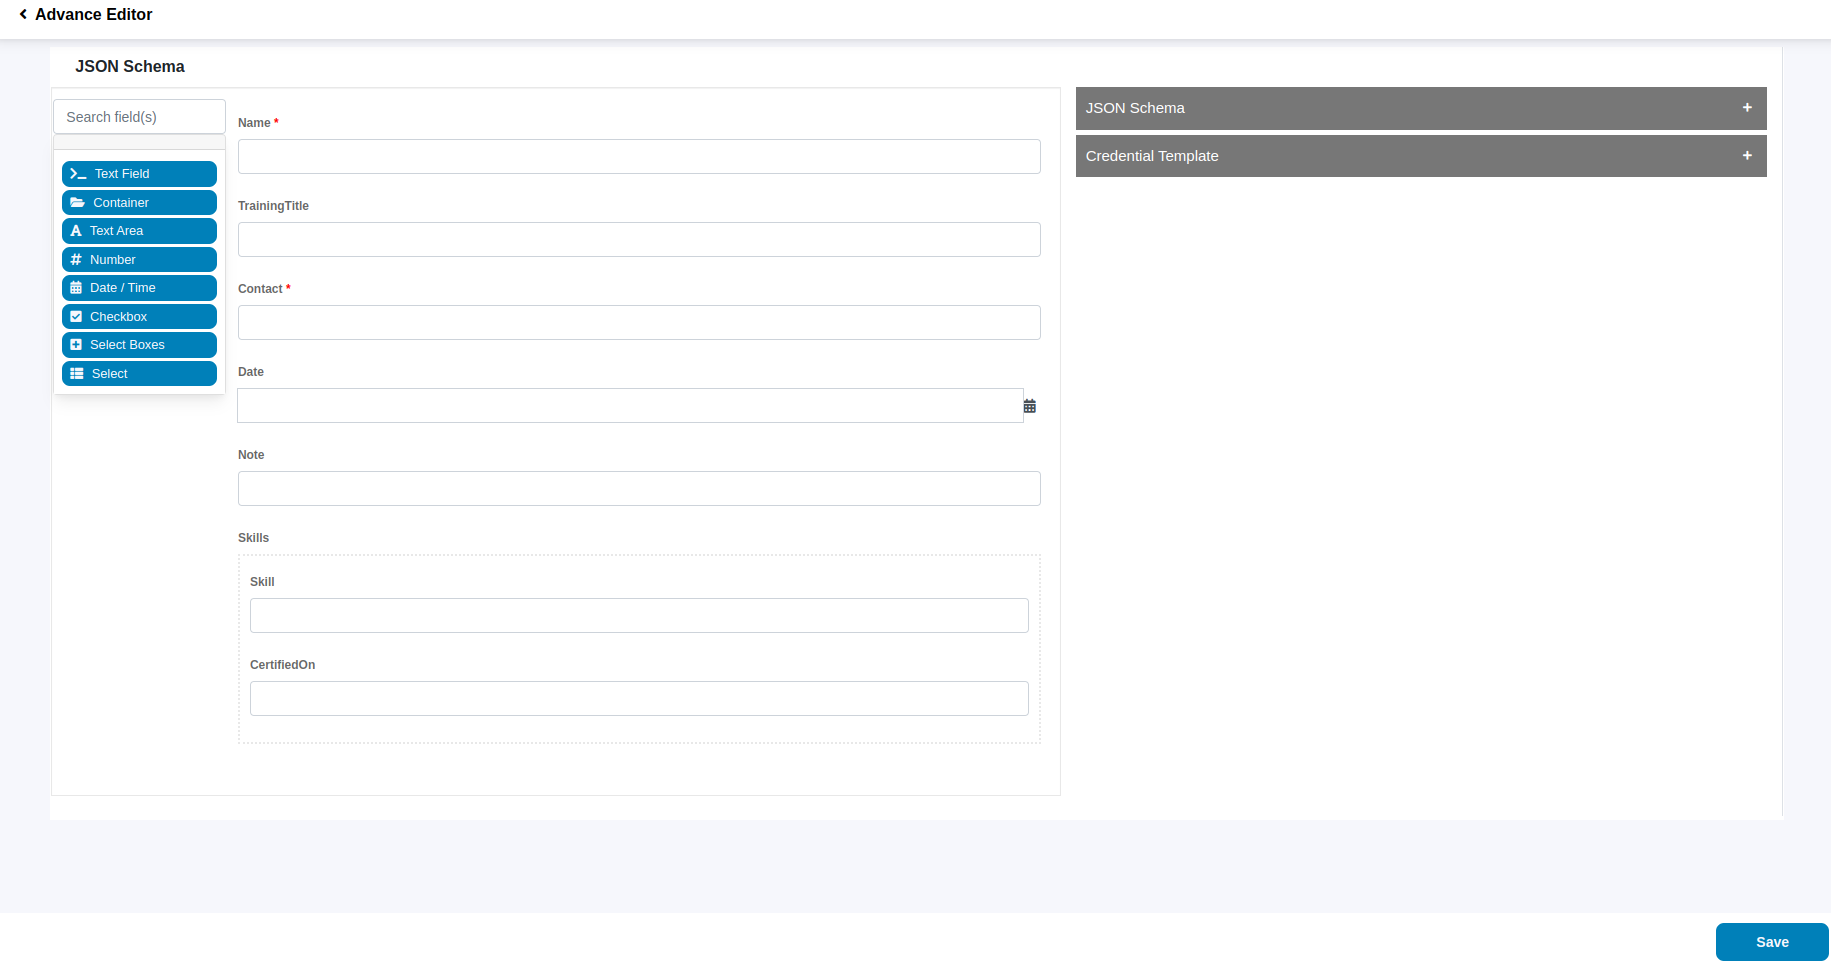 Advance Editor
JSON Schema
Search field(s)
Text Field
Container
Text Area
Number
Date / Time
Checkbox
Select Boxes
Select
Name *
TrainingTitle
Contact *
Date
Note
Skills
Skill
CertifiedOn
JSON Schema +
Credential Template +
Save